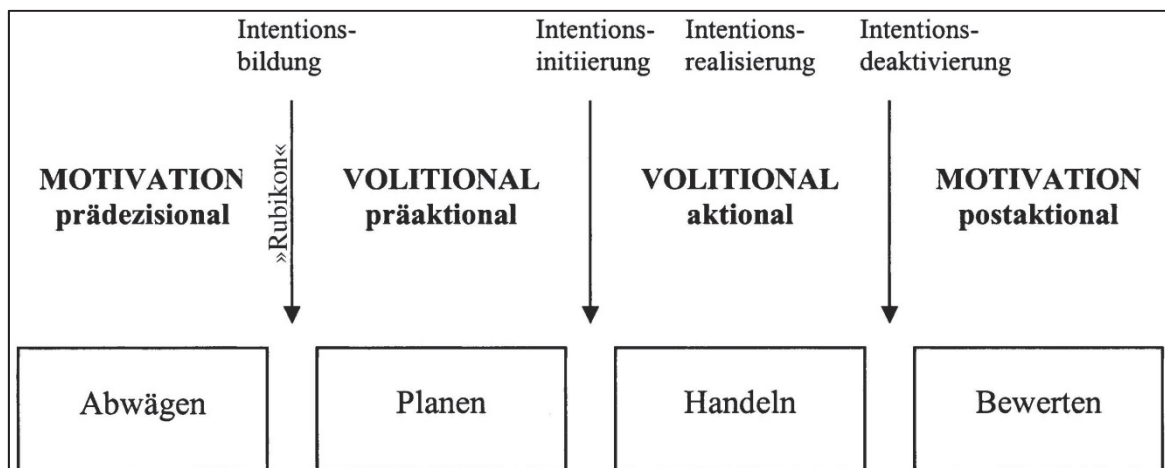 Intentions-
bildung
Intentions-
initiierung
Intentions-
realisierung
Intentions-
deaktivierung
»Rubikon«
MOTIVATION
prädezisional
VOLITIONAL
präaktional
VOLITIONAL
aktional
MOTIVATION
postaktional
Abwägen
Planen
Handeln
Bewerten